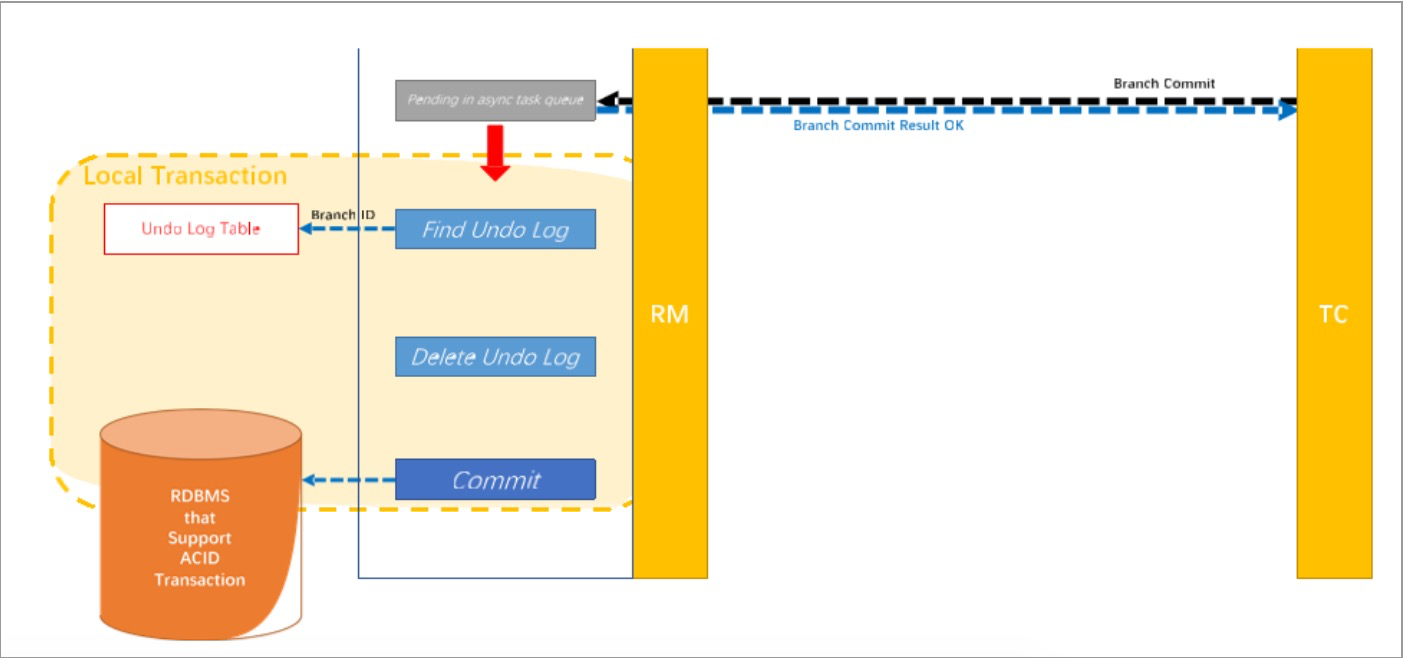 Branch Commit
Pending in async task queue
Branch Commit Result OK
Local Transaction
Branch ID
Undo Log Table
Find Undo Log
RM
TC
Delete Undo Log
Commit
RDBMS
that
Support
ACID
Transaction